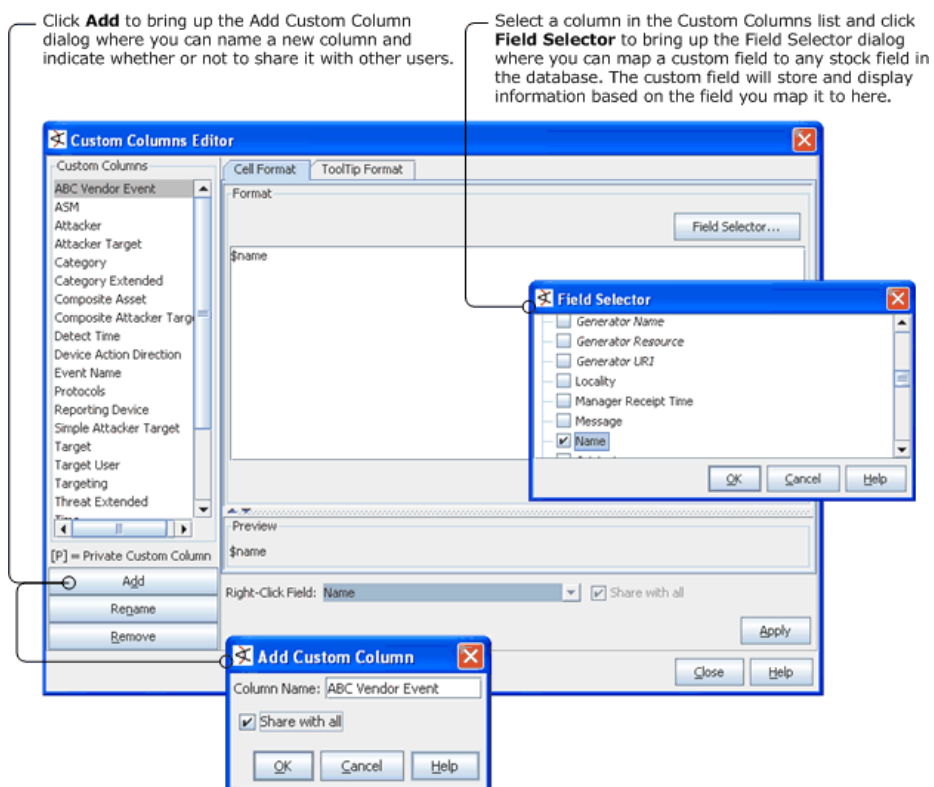 Click Add to bring up the Add Custom Column
dialog where you can name a new column and
indicate whether or not to share it with other users.
Select a column in the Custom Columns list and click
Field Selector to bring up the Field Selector dialog
where you can map a custom field to any stock field in
the database. The custom field will store and display
information based on the field you map it to here.
Custom Columns Editor
Custom Columns
ABC Vendor Event
ASM
Attacker
Attacker Target
Category
Category Extended
Composite Asset
Composite Attacker Targ
Detect Time
Device Action Direction
Event Name
Protocols
Reporting Device
Simple Attacker Target
Target
Target User
Targeting
Threat Extended
[P] = Private Custom Column
Add
Rename
Remove
Cell Format
ToolTip Format
Format
Field Selector...
$name
Preview
$name
Right-Click Field: Name
Share with all
Apply
Close
Help
Field Selector
Generator Name
Generator Resource
Generator URI
Locality
Manager Receipt Time
Message
Name
OK
Cancel
Help
Add Custom Column
Column Name: ABC Vendor Event
Share with all
OK
Cancel
Help